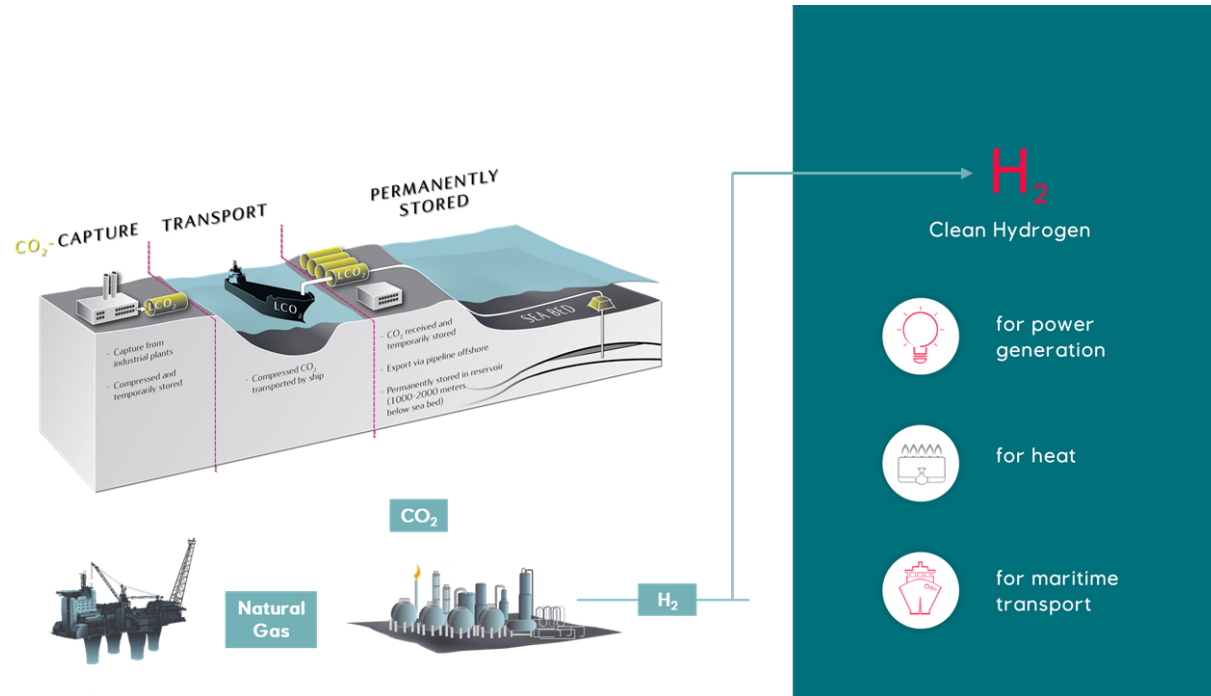 CO₂-CAPTURE
TRANSPORT
PERMANENTLY
STORED
LCO₂
LCO₂
LCO₂
SEA BED
- Capture from
industrial plants
- Compressed and
temporarily stored
- Compressed CO₂
transported by ship
- CO₂ received and
temporarily stored
- Export via pipeline offshore
- Permanently stored in reservoir
(1000-2000 meters
below sea bed)
CO₂
Natural
Gas
H₂
H₂
Clean Hydrogen
for power
generation
for heat
for maritime
transport